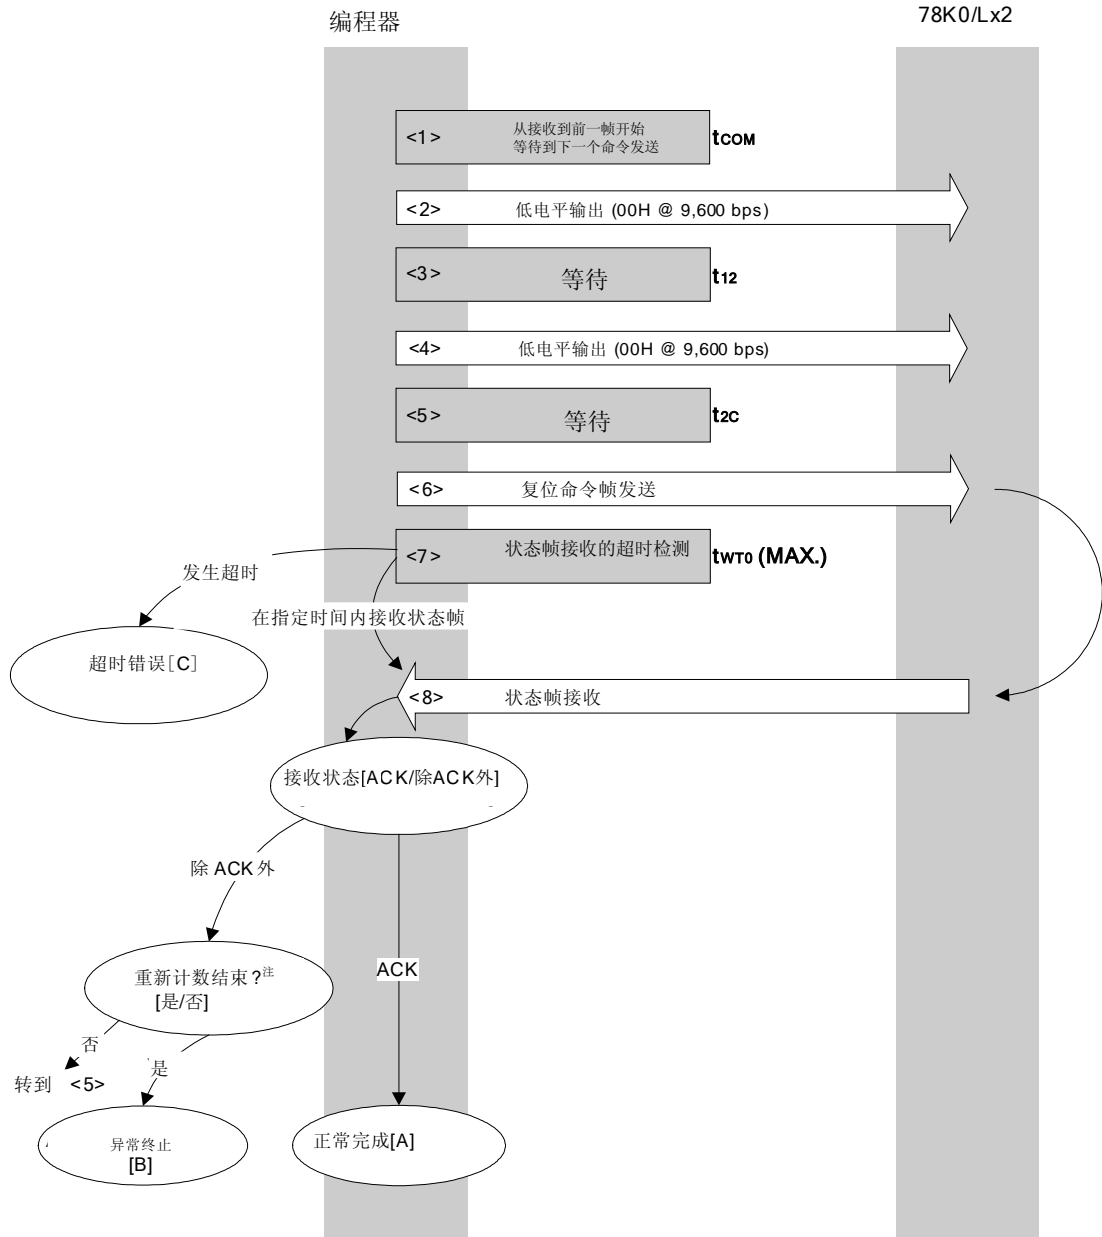 编程器
78K0/Lx2
<1> 从接收到前一帧开始
等待到下一个命令发送
tCOM
<2> 低电平输出 (00H @ 9,600 bps)
<3> 等待 t12
<4> 低电平输出 (00H @ 9,600 bps)
<5> 等待 t2C
<6> 复位命令帧发送
<7> 状态帧接收的超时检测 tWT0 (MAX.)
发生超时
在指定时间内接收状态帧
超时错误[C]
<8> 状态帧接收
接收状态[ACK/除ACK外]
除 ACK 外
ACK
重新计数结束?注
[是/否]
否
是
转到 <5>
异常终止
[B]
正常完成[A]